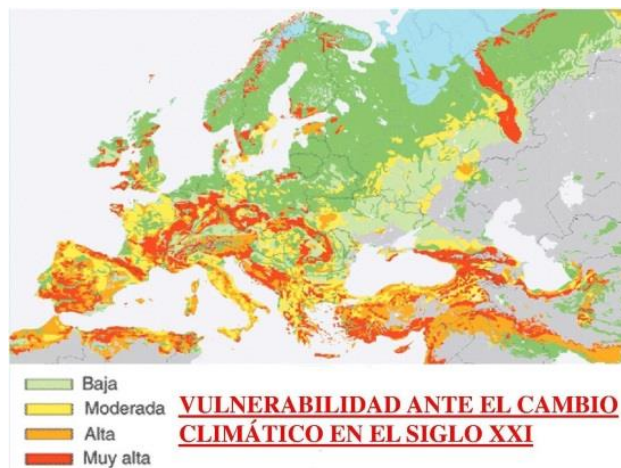 Baja
Moderada
Alta
Muy alta
VULNERABILIDAD ANTE EL CAMBIO
CLIMÁTICO EN EL SIGLO XXI